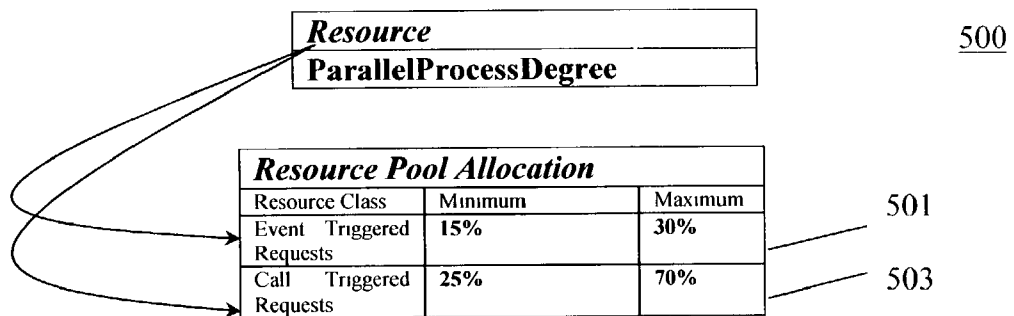 Resource
500
ParallelProcessDegree
Resource Pool Allocation
Resource Class Minimum Maximum
501
Event Triggered 15% 30%
Requests
503
Call Triggered 25% 70%
Requests